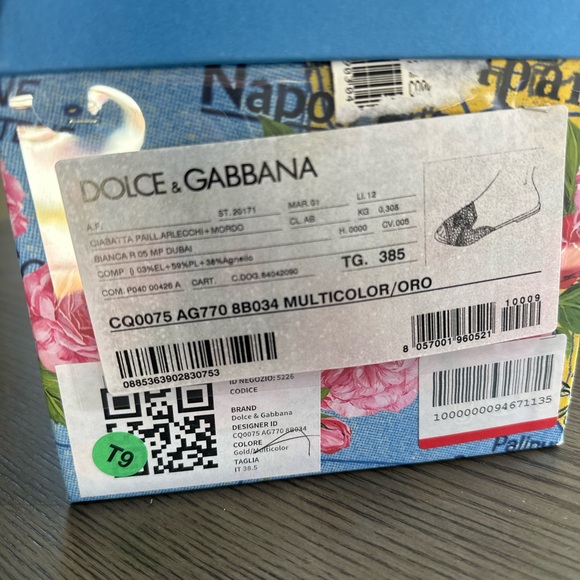 Napo
DOLCE & GABBANA
A.F. ST. 20171 MAR. 01 LI. 12
CIABATTA PAILL.ARLECCHI+MORDO CL. AB. KG 0,308
BIANCA R.05 MP DUBAI H. 0000 CV. 005
COMP. () 03%EL+59%PL+38%Agnello
COM. P040 00426 A CART. C.DOG. 64042090 TG. 385
CQ0075 AG770 8B034 MULTICOLOR/ORO
10009
0885363902830753
8 057001 960521
ID NEGOZIO: 5226
CODICE
BRAND
Dolce & Gabbana
DESIGNER ID
CQ0075 AG770 8B034
COLORE
Gold/Multicolor
TAGLIA
IT 38.5
T9
1000000094671135